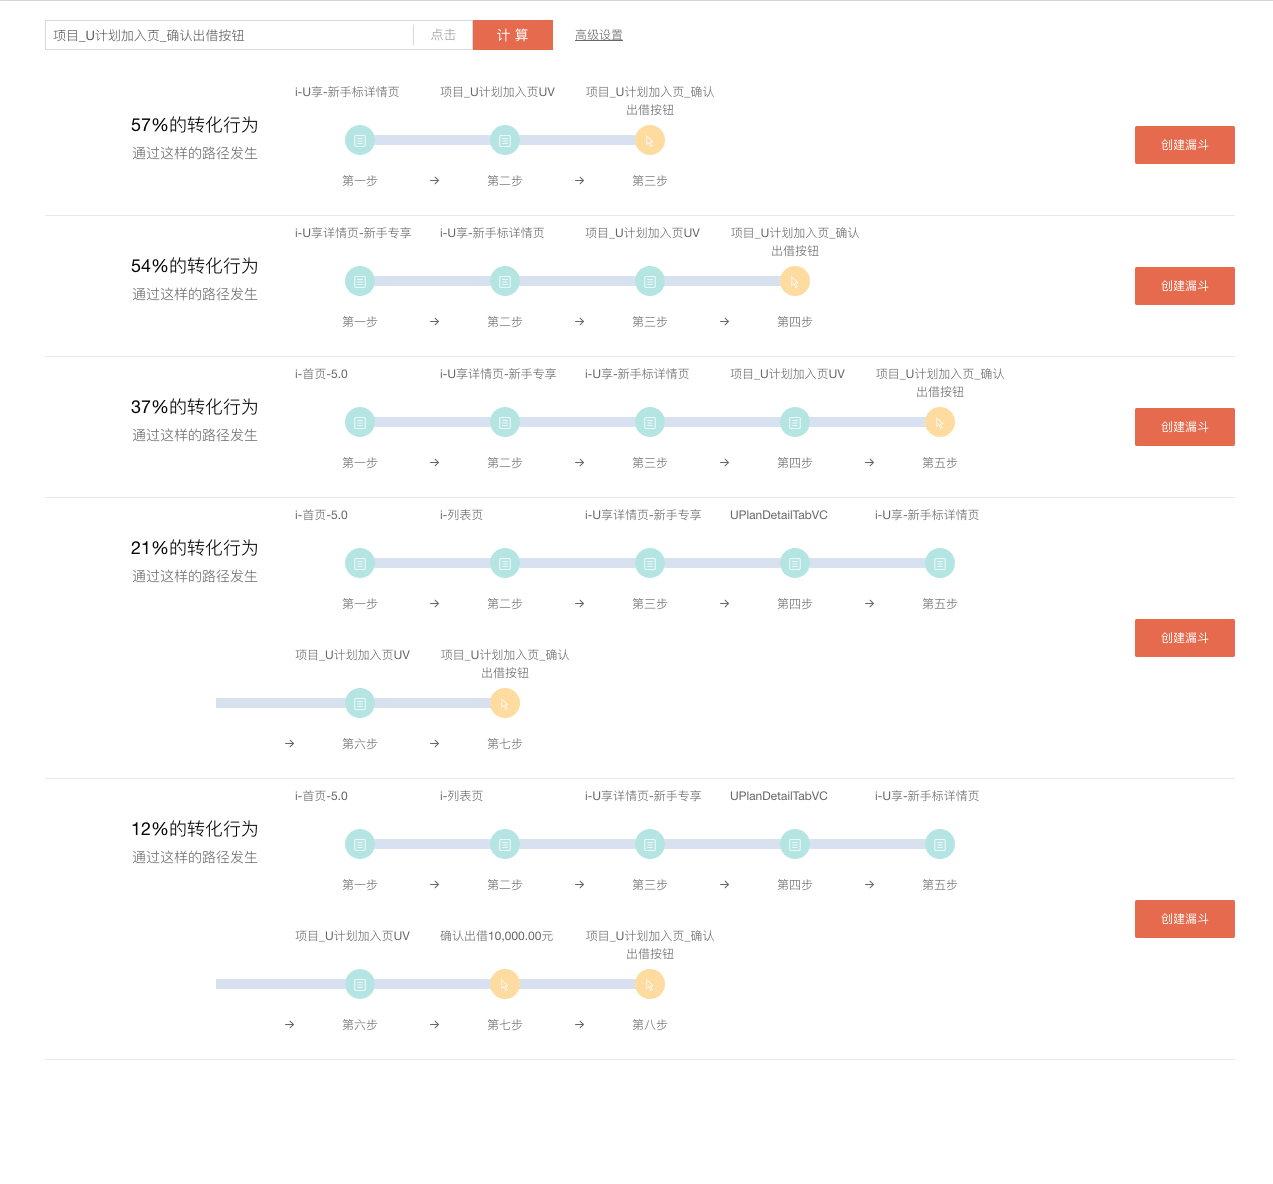 项目_U计划加入页_确认出借按钮 点击 计 算 高级设置
i-U享-新手标详情页 项目_U计划加入页UV 项目_U计划加入页_确认
出借按钮
57%的转化行为
通过这样的路径发生
创建漏斗
第一步 → 第二步 → 第三步
i-U享详情页-新手专享 i-U享-新手标详情页 项目_U计划加入页UV 项目_U计划加入页_确认
出借按钮
54%的转化行为
通过这样的路径发生
创建漏斗
第一步 → 第二步 → 第三步 → 第四步
i-首页-5.0 i-U享详情页-新手专享 i-U享-新手标详情页 项目_U计划加入页UV 项目_U计划加入页_确认
出借按钮
37%的转化行为
通过这样的路径发生
创建漏斗
第一步 → 第二步 → 第三步 → 第四步 → 第五步
i-首页-5.0 i-列表页 i-U享详情页-新手专享 UPlanDetailTabVC i-U享-新手标详情页
21%的转化行为
通过这样的路径发生
第一步 → 第二步 → 第三步 → 第四步 → 第五步
创建漏斗
项目_U计划加入页UV 项目_U计划加入页_确认
出借按钮
→ 第六步 → 第七步
i-首页-5.0 i-列表页 i-U享详情页-新手专享 UPlanDetailTabVC i-U享-新手标详情页
12%的转化行为
通过这样的路径发生
第一步 → 第二步 → 第三步 → 第四步 → 第五步
创建漏斗
项目_U计划加入页UV 确认出借10,000.00元 项目_U计划加入页_确认
出借按钮
→ 第六步 → 第七步 → 第八步